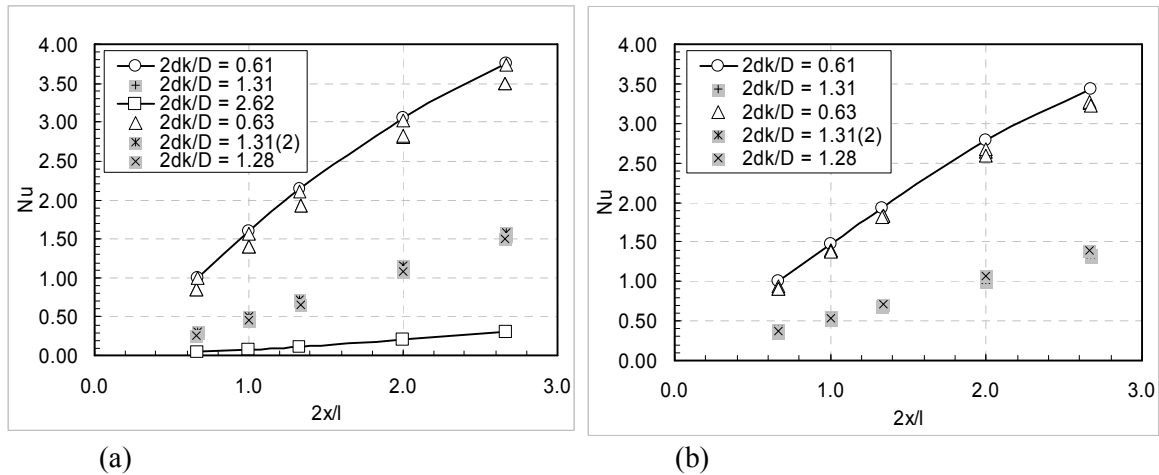 4.00
3.50
3.00
2.50
2.00
1.50
1.00
0.50
0.00
Nu
2dk/D = 0.61
2dk/D = 1.31
2dk/D = 2.62
2dk/D = 0.63
2dk/D = 1.31(2)
2dk/D = 1.28
0.0 1.0 2.0 3.0
2x/l
(a)
4.00
3.50
3.00
2.50
2.00
1.50
1.00
0.50
0.00
Nu
2dk/D = 0.61
2dk/D = 1.31
2dk/D = 0.63
2dk/D = 1.31(2)
2dk/D = 1.28
0.0 1.0 2.0 3.0
2x/l
(b)